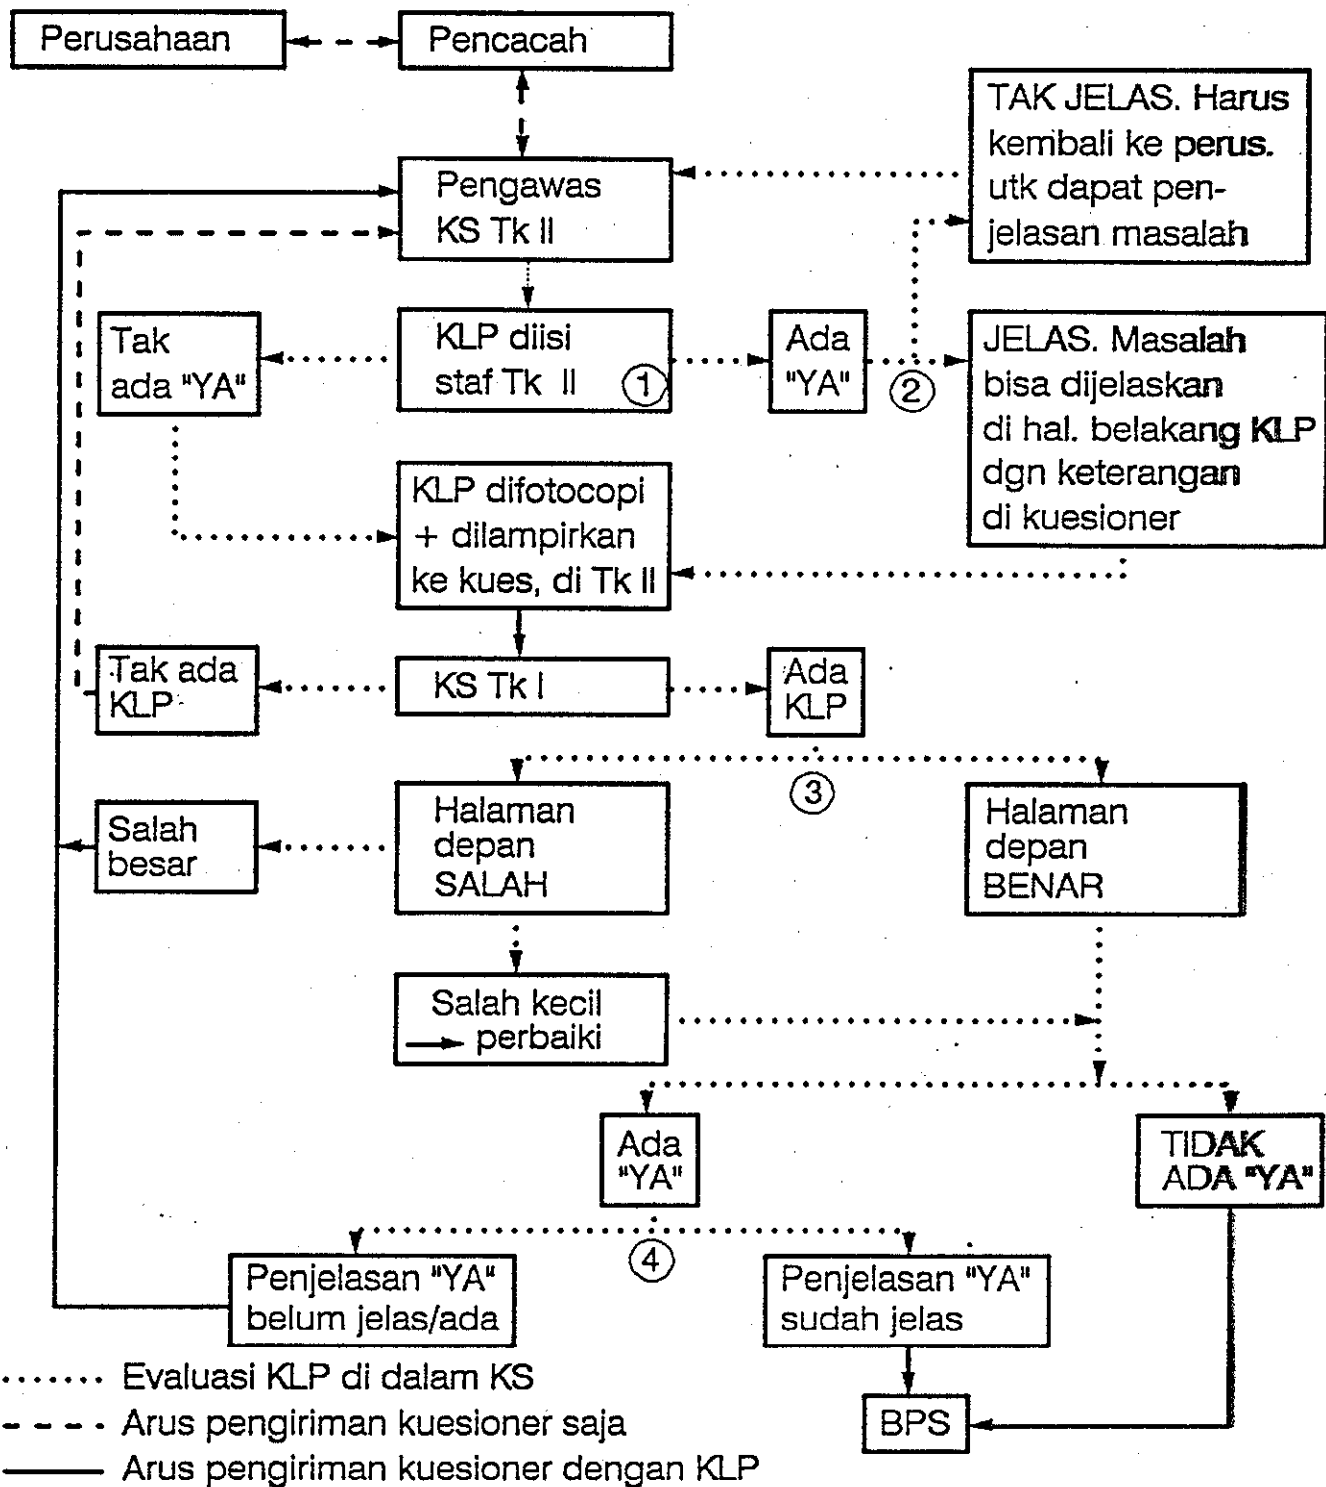 Perusahaan
Pencacah
TAK JELAS. Harus
kembali ke perus.
utk dapat pen-
jelasan masalah
Pengawas
KS Tk II
Tak
ada "YA"
KLP diisi
staf Tk II
1
Ada
"YA"
2
JELAS. Masalah
bisa dijelaskan
di hal. belakang KLP
dgn keterangan
di kuesioner
KLP difotocopi
+ dilampirkan
ke kues, di Tk II
Tak ada
KLP
KS Tk I
Ada
KLP
3
Salah
besar
Halaman
depan
SALAH
Halaman
depan
BENAR
Salah kecil
→ perbaiki
Ada
"YA"
TIDAK
ADA "YA"
4
Penjelasan "YA"
belum jelas/ada
Penjelasan "YA"
sudah jelas
BPS
Evaluasi KLP di dalam KS
Arus pengiriman kuesioner saja
Arus pengiriman kuesioner dengan KLP